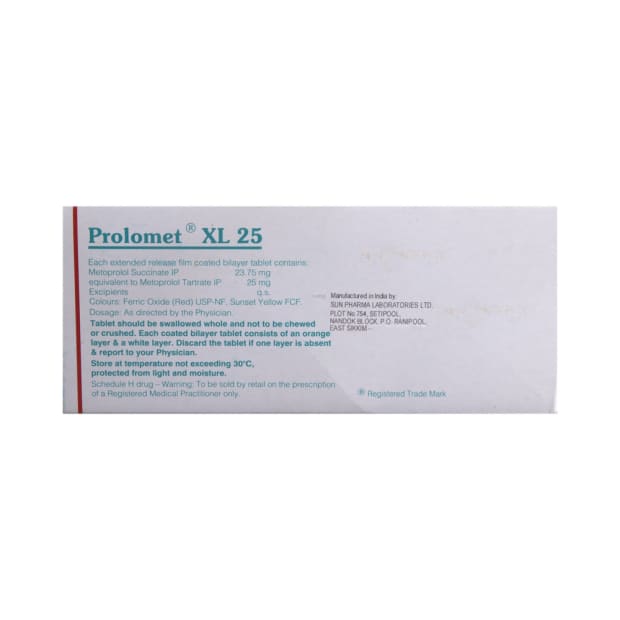 Prolomet® XL 25
Each extended release film coated bilayer tablet contains:
Metoprolol Succinate IP 23.75 mg
equivalent to Metoprolol Tartrate IP 25 mg
Excipients q.s.
Colours: Ferric Oxide (Red) USP-NF, Sunset Yellow FCF.
Dosage: As directed by the Physician.
Tablet should be swallowed whole and not to be chewed
or crushed. Each coated bilayer tablet consists of an orange
layer & a white layer. Discard the tablet if one layer is absent
& report to your Physician.
Store at temperature not exceeding 30°C,
protected from light and moisture.
Schedule H drug – Warning: To be sold by retail on the prescription
of a Registered Medical Practitioner only.
Manufactured in India by:
SUN PHARMA LABORATORIES LTD.
PLOT No.754, SETIPOOL,
NANDOK BLOCK, P.O. RANIPOOL,
EAST SIKKIM –
® Registered Trade Mark